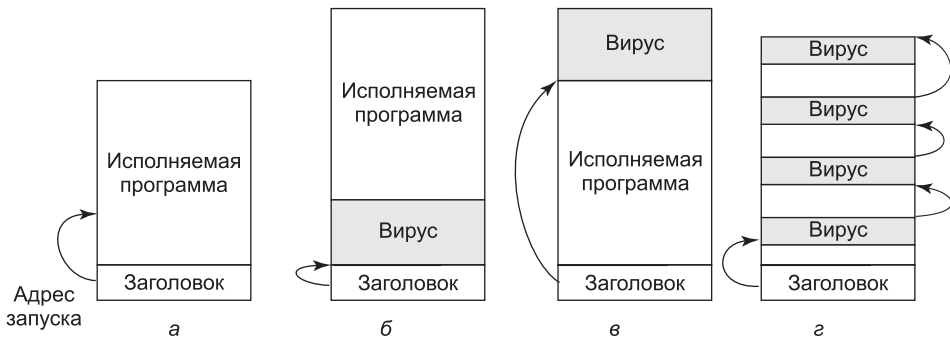 Исполняемая
программа
Заголовок
Адрес
запуска
а
Исполняемая
программа
Вирус
Заголовок
б
Вирус
Исполняемая
программа
Заголовок
в
Вирус
Вирус
Вирус
Вирус
Заголовок
г